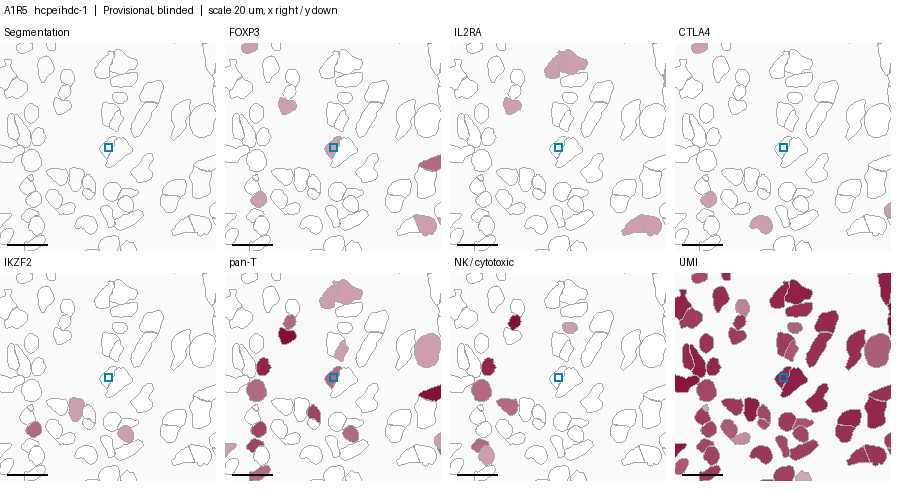 A1R5 hcpeihdc-1 | Provisional, blinded | scale 20 um, x right / y down
Segmentation FOXP3 IL2RA CTLA4
IKZF2 pan-T NK / cytotoxic UMI